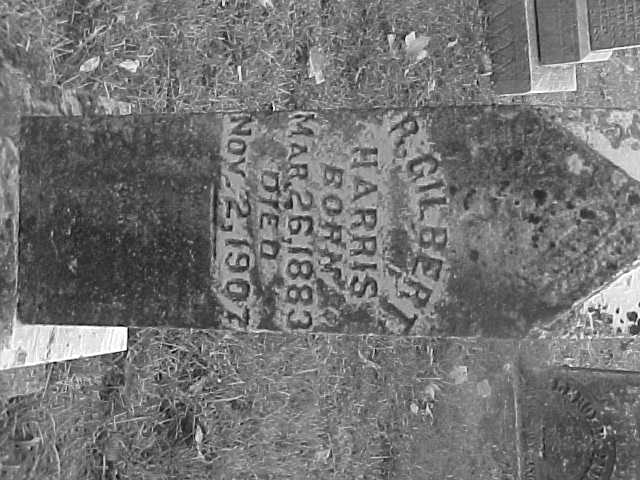 R. GILBERT
HARRIS
BORN
MAR. 26, 1883
DIED
NOV. 2, 1907